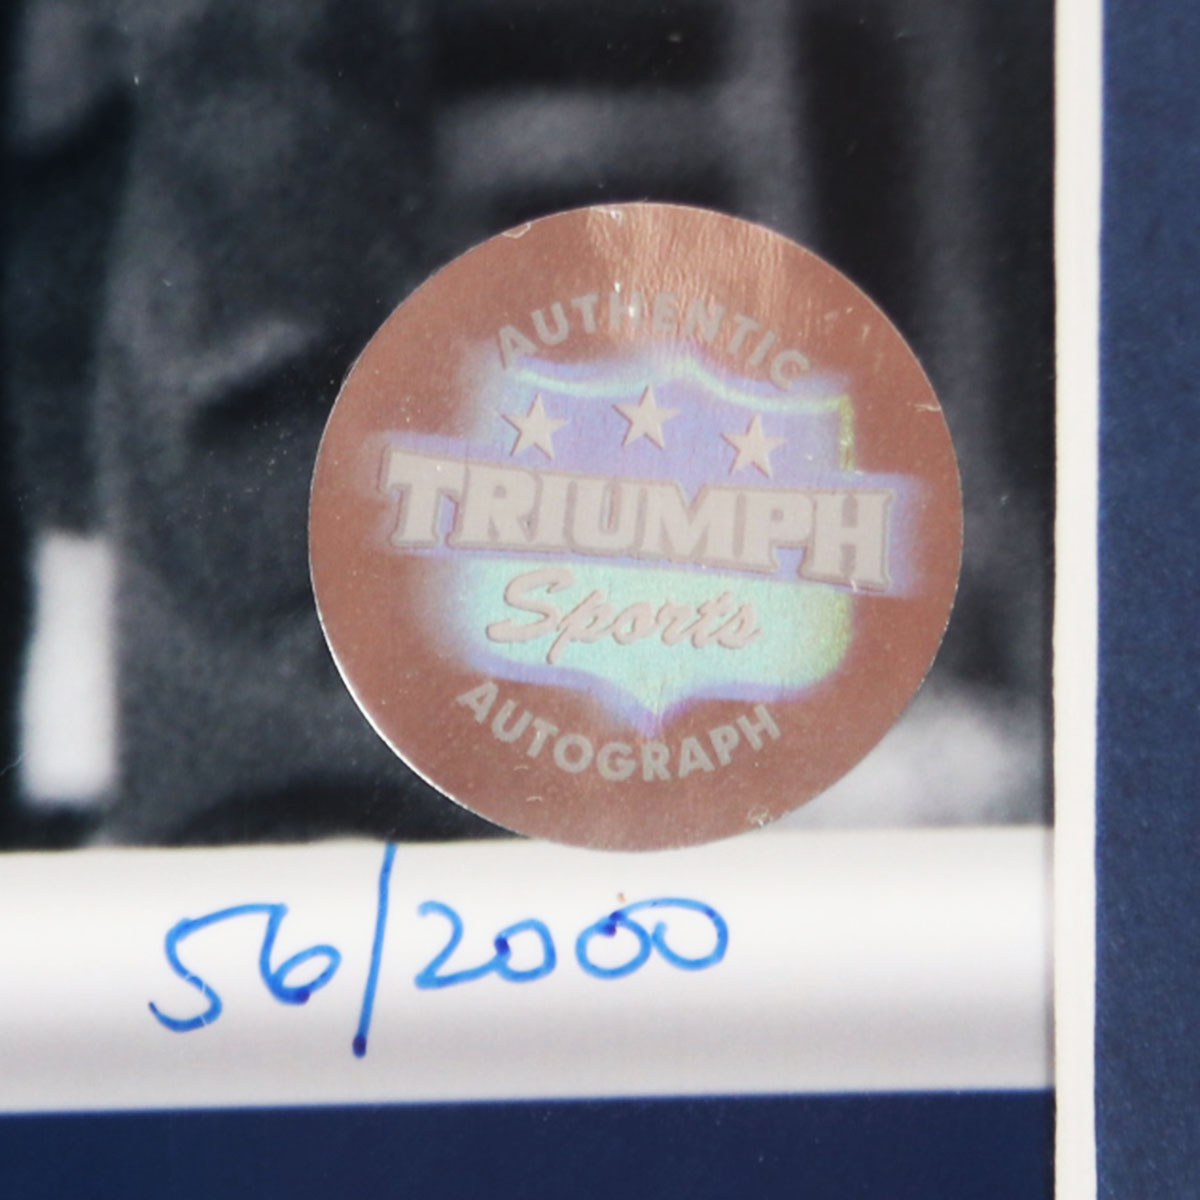 AUTHENTIC
TRIUMPH
Sports
AUTOGRAPH
56/2000